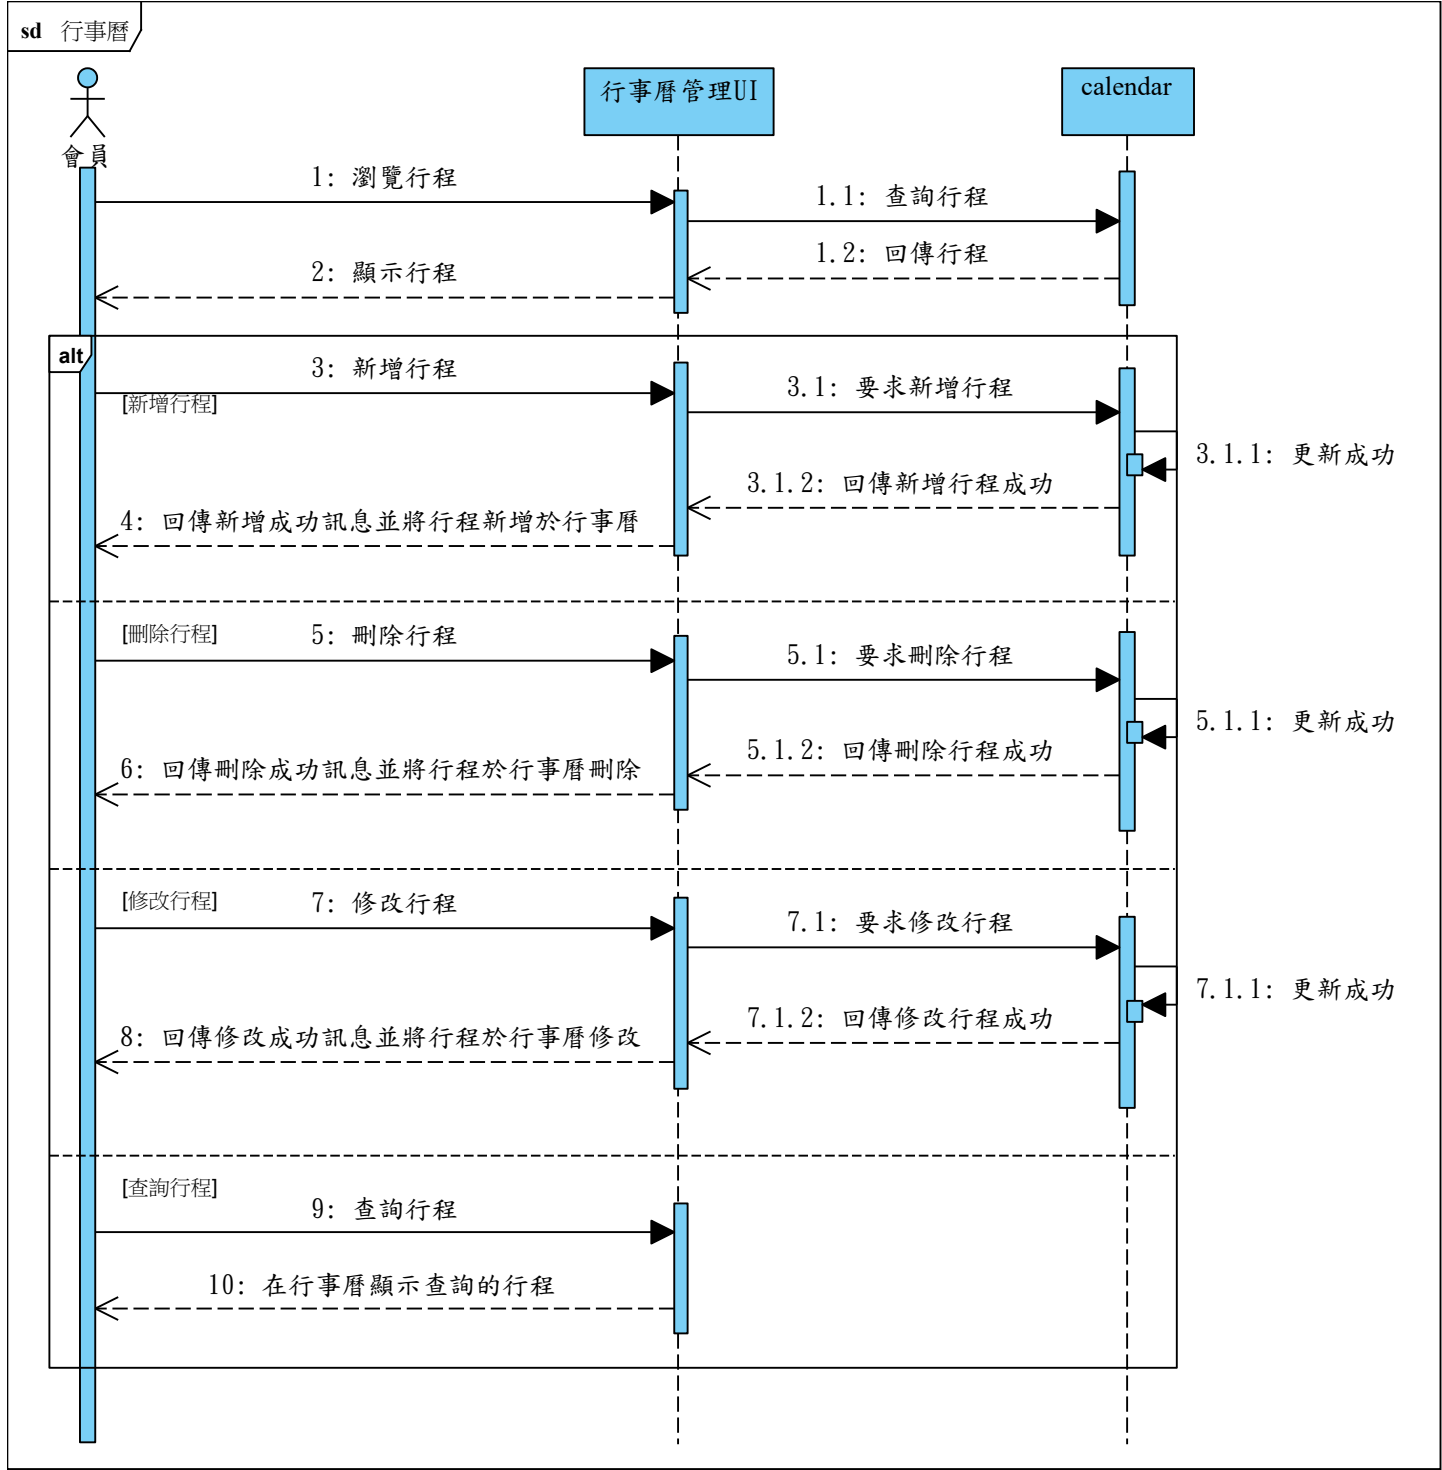 sd 行事曆
會員
行事曆管理UI
calendar
1: 瀏覽行程
1.1: 查詢行程
1.2: 回傳行程
2: 顯示行程
alt
3: 新增行程
[新增行程]
3.1: 要求新增行程
3.1.1: 更新成功
3.1.2: 回傳新增行程成功
4: 回傳新增成功訊息並將行程新增於行事曆
[刪除行程]
5: 刪除行程
5.1: 要求刪除行程
5.1.1: 更新成功
5.1.2: 回傳刪除行程成功
6: 回傳刪除成功訊息並將行程於行事曆刪除
[修改行程]
7: 修改行程
7.1: 要求修改行程
7.1.1: 更新成功
7.1.2: 回傳修改行程成功
8: 回傳修改成功訊息並將行程於行事曆修改
[查詢行程]
9: 查詢行程
10: 在行事曆顯示查詢的行程